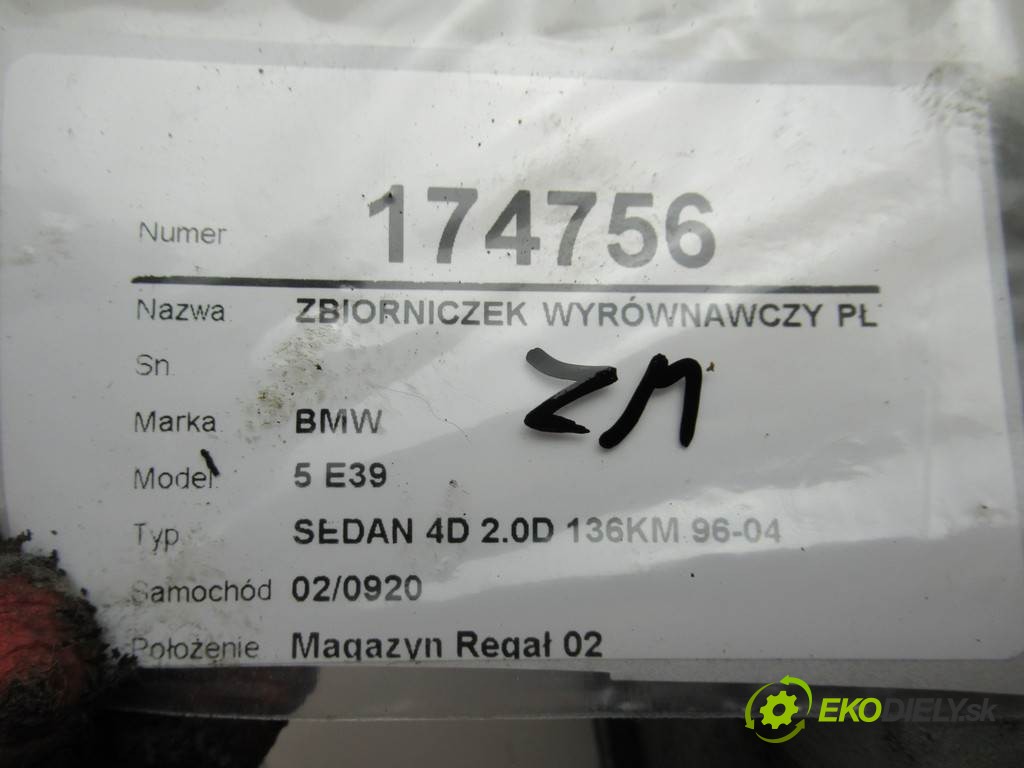 Numer 174756
Nazwa ZBIORNICZEK WYRÓWNAWCZY PŁ
Sn
ZM
Marka BMW
Model 5 E39
Typ SEDAN 4D 2.0D 136KM 96-04
Samochód 02/0920
Położenie Magazyn Regał 02
EKODIELY.sk